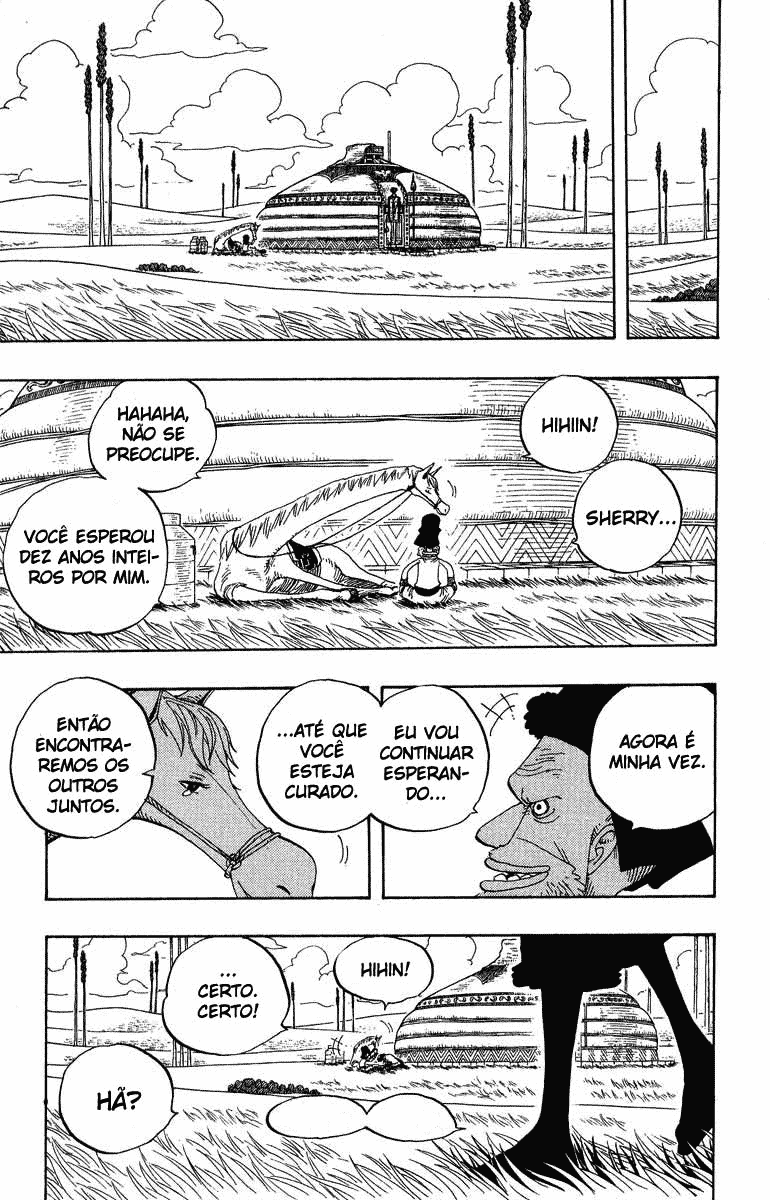 HIHIIN!
SHERRY...
HAHAHA,
NÃO SE
PREOCUPE.
VOCÊ ESPEROU
DEZ ANOS INTEI-
ROS POR MIM.
AGORA É
MINHA VEZ.
EU VOU
CONTINUAR
ESPERAN-
DO...
...ATÉ QUE
VOCÊ
ESTEJA
CURADO.
ENTÃO
ENCONTRA-
REMOS OS
OUTROS
JUNTOS.
HIHIN!
...
CERTO.
CERTO!
HÃ?